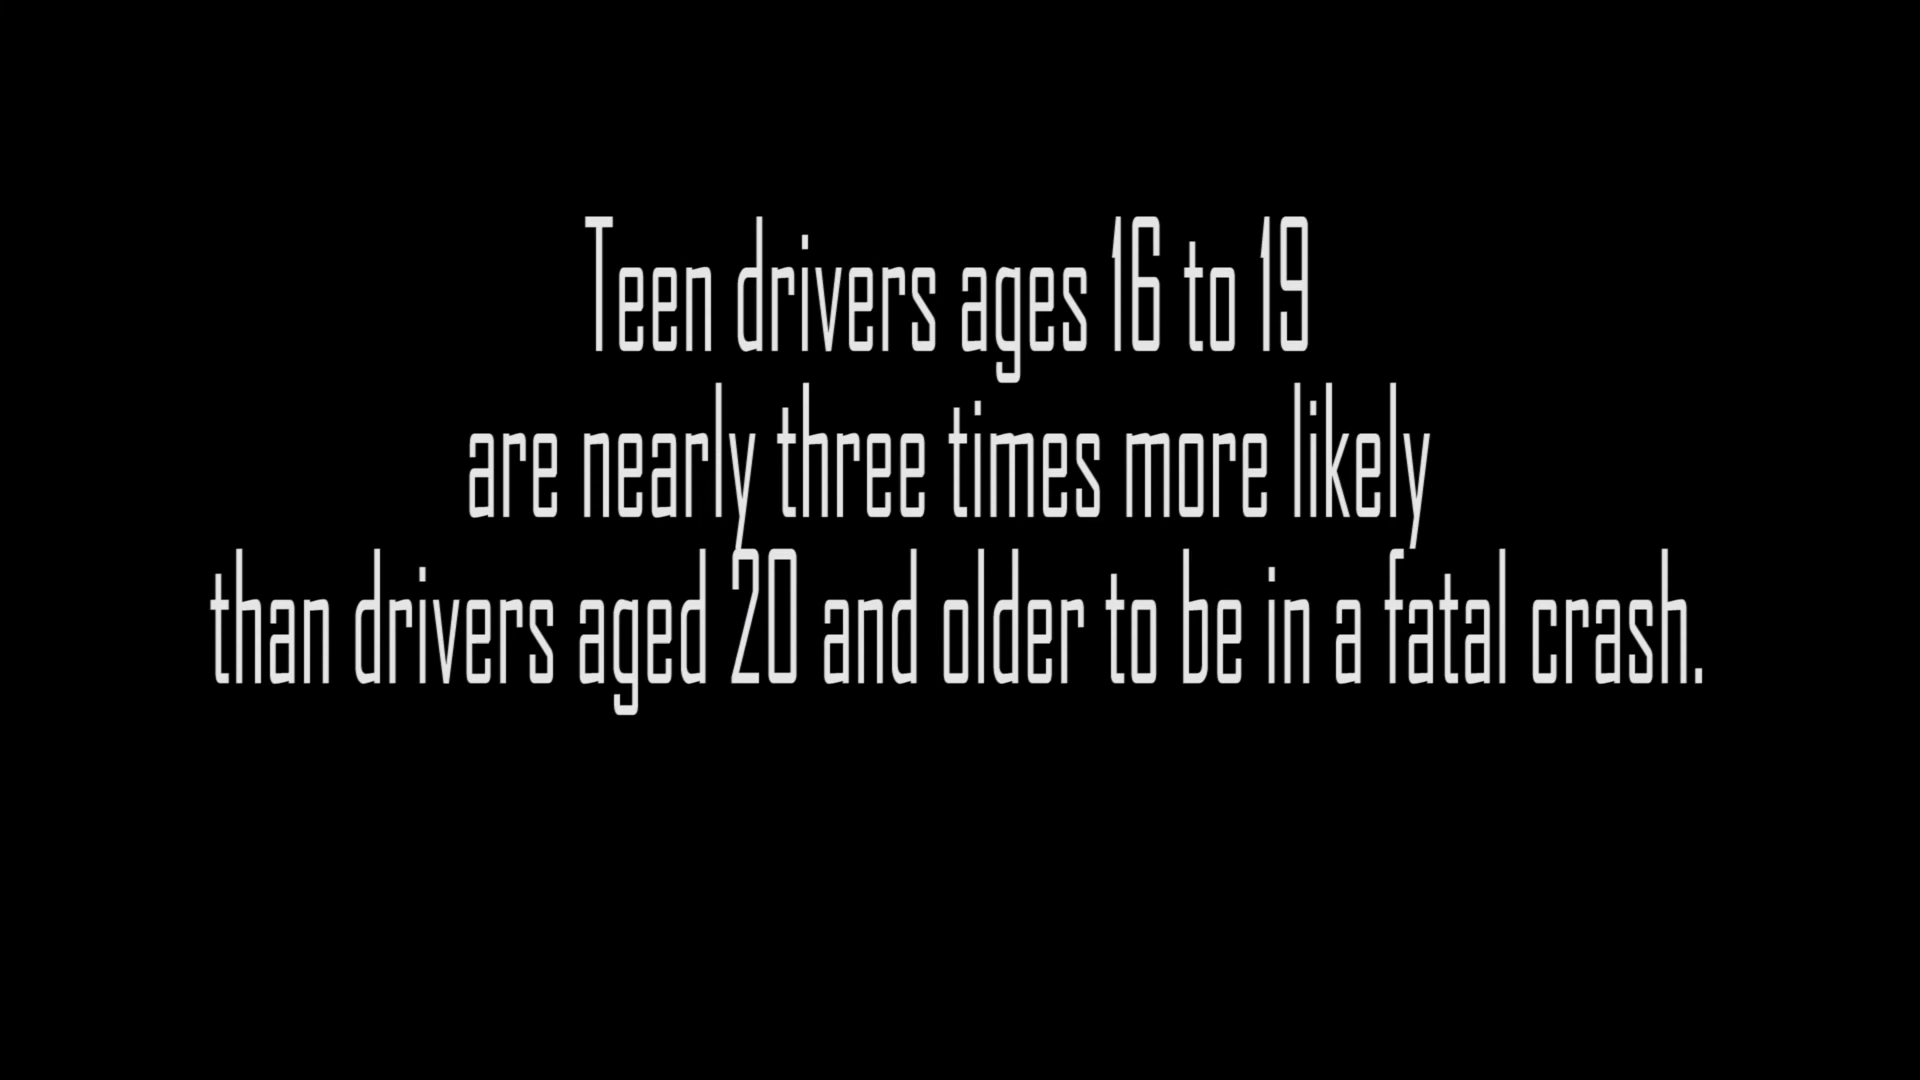 Teen drivers ages 16 to 19
are nearly three times more likely
than drivers aged 20 and older to be in a fatal crash.